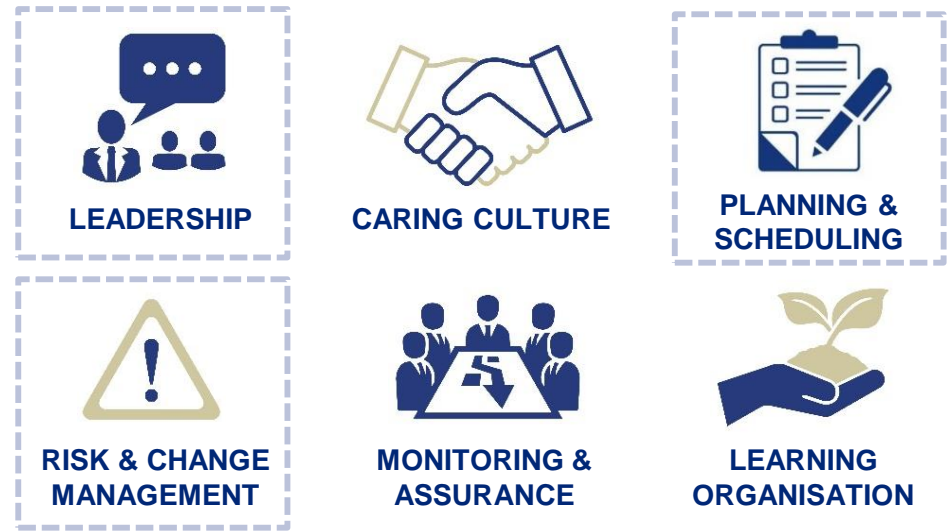 LEADERSHIP
CARING CULTURE
PLANNING &
SCHEDULING
RISK & CHANGE
MANAGEMENT
MONITORING &
ASSURANCE
LEARNING
ORGANISATION